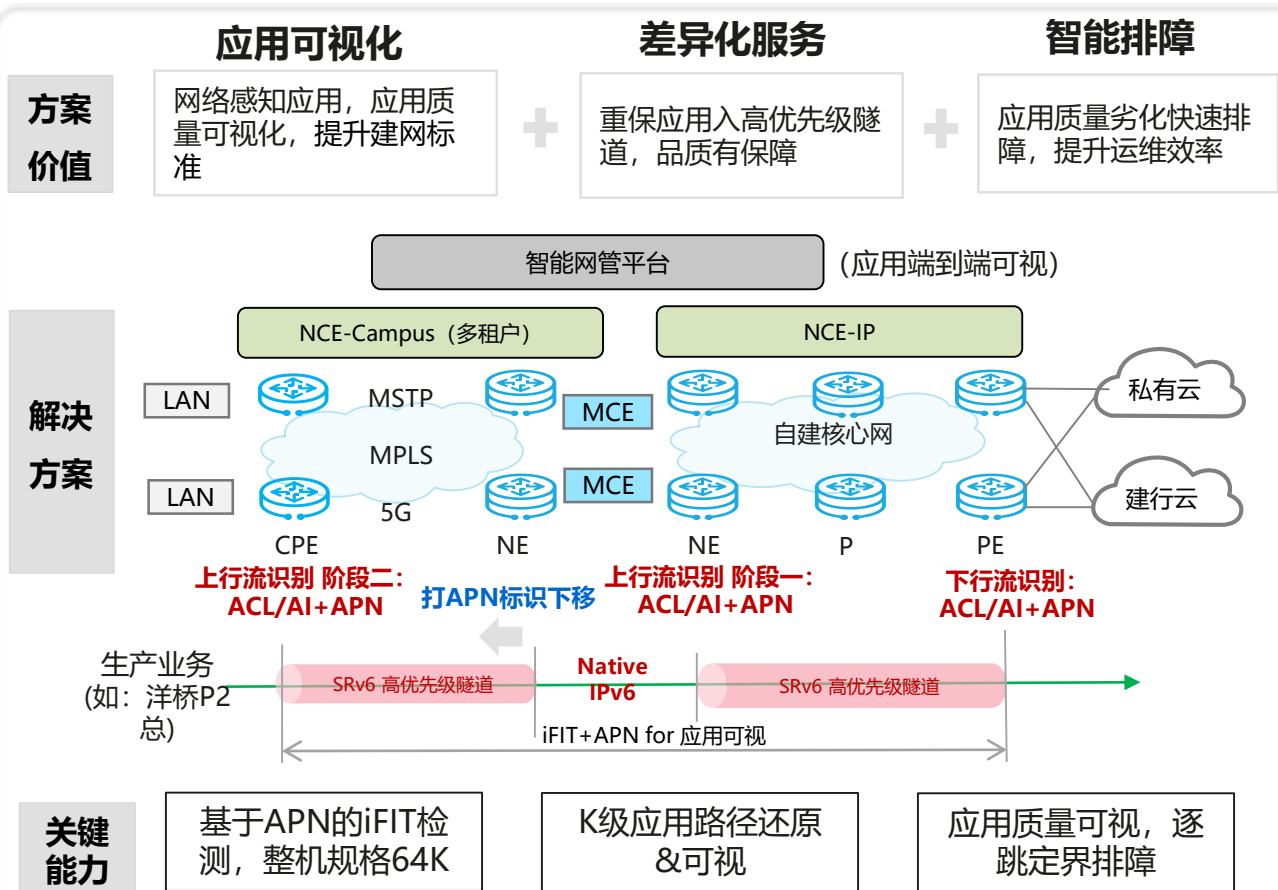 应用可视化
差异化服务
智能排障
方案
价值
网络感知应用，应用质
量可视化，提升建网标
准
重保应用入高优先级隧
道，品质有保障
应用质量劣化快速排
障，提升运维效率
智能网管平台
（应用端到端可视）
解决
方案
NCE-Campus（多租户）
NCE-IP
LAN
MSTP
MCE
私有云
自建核心网
MPLS
LAN
MCE
建行云
5G
CPE
NE
NE
P
PE
上行流识别 阶段二：
ACL/AI+APN
打APN标识下移
上行流识别 阶段一：
ACL/AI+APN
下行流识别：
ACL/AI+APN
生产业务
(如：洋桥P2
总)
SRv6 高优先级隧道
Native
IPv6
SRv6 高优先级隧道
iFIT+APN for 应用可视
关键
能力
基于APN的iFIT检
测，整机规格64K
K级应用路径还原
&可视
应用质量可视，逐
跳定界排障